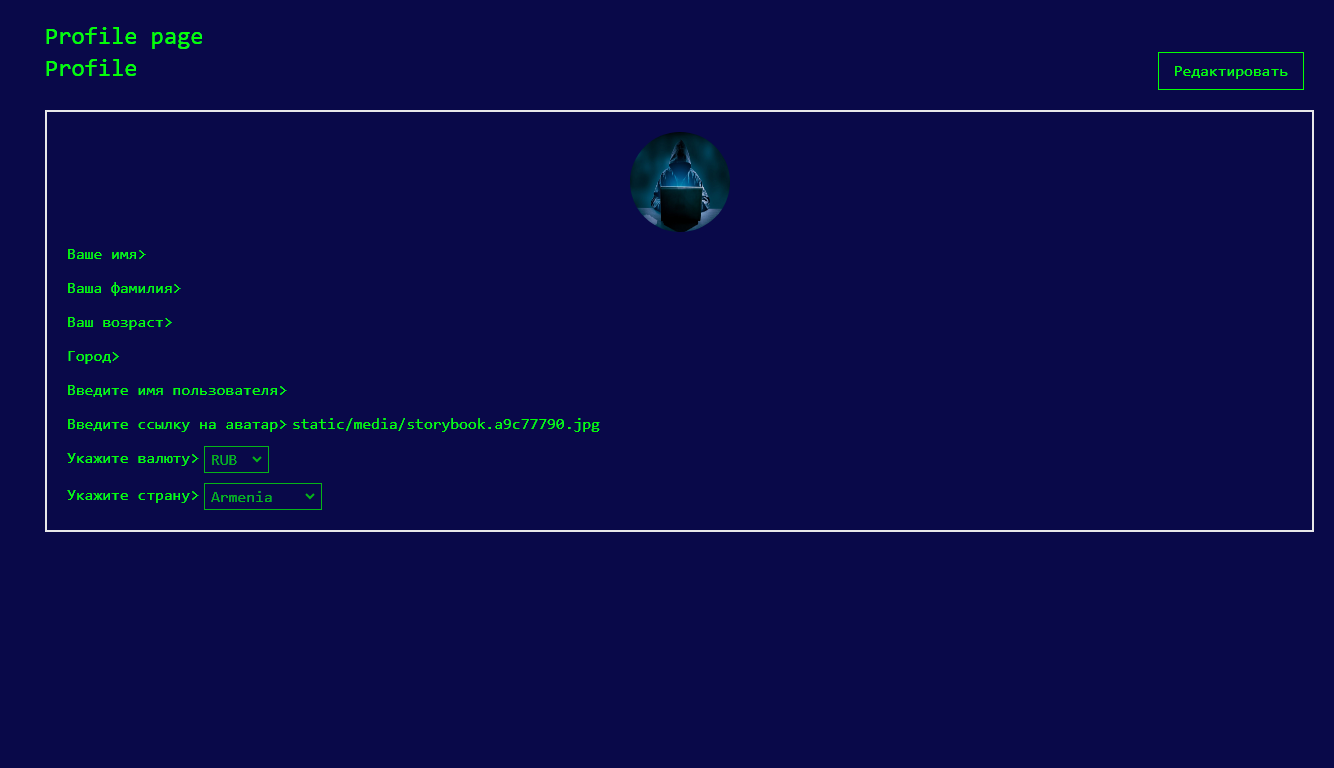 Profile page
Profile
Редактировать
Ваше имя>
Ваша фамилия>
Ваш возраст>
Город>
Введите имя пользователя>
Введите ссылку на аватар> static/media/storybook.a9c77790.jpg
Укажите валюту> RUB
Укажите страну> Armenia